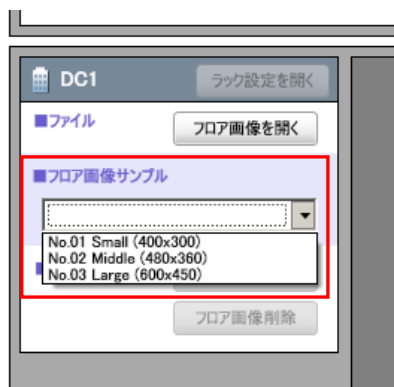 DC1
ラック設定を開く
■ファイル
フロア画像を開く
■フロア画像サンプル
No.01 Small (400x300)
No.02 Middle (480x360)
No.03 Large (600x450)
フロア画像削除